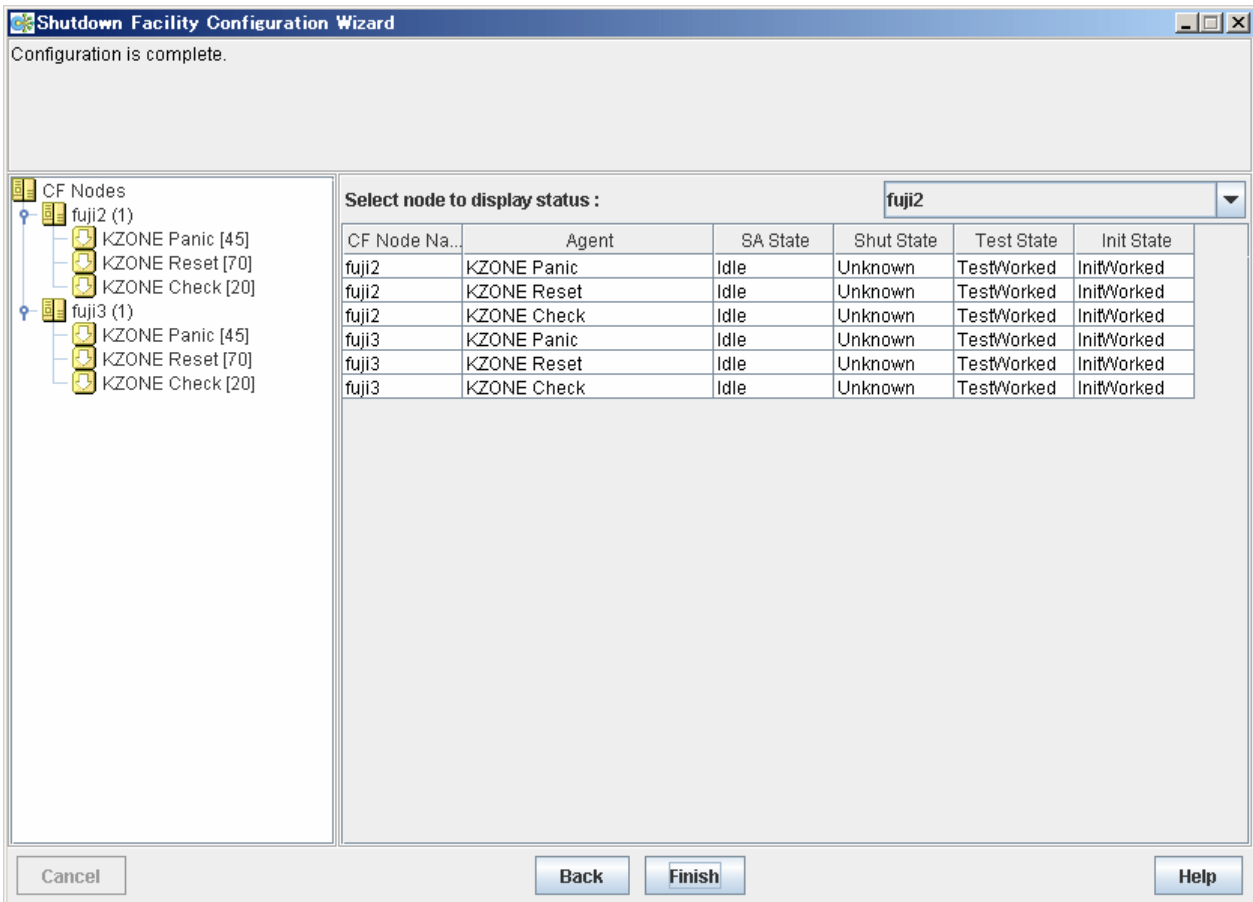 Shutdown Facility Configuration Wizard
Configuration is complete.
CF Nodes
fuji2 (1)
KZONE Panic [45]
KZONE Reset [70]
KZONE Check [20]
fuji3 (1)
KZONE Panic [45]
KZONE Reset [70]
KZONE Check [20]
Select node to display status : fuji2
CF Node Na... Agent SA State Shut State Test State Init State
fuji2 KZONE Panic Idle Unknown TestWorked InitWorked
fuji2 KZONE Reset Idle Unknown TestWorked InitWorked
fuji2 KZONE Check Idle Unknown TestWorked InitWorked
fuji3 KZONE Panic Idle Unknown TestWorked InitWorked
fuji3 KZONE Reset Idle Unknown TestWorked InitWorked
fuji3 KZONE Check Idle Unknown TestWorked InitWorked
Cancel Back Finish Help